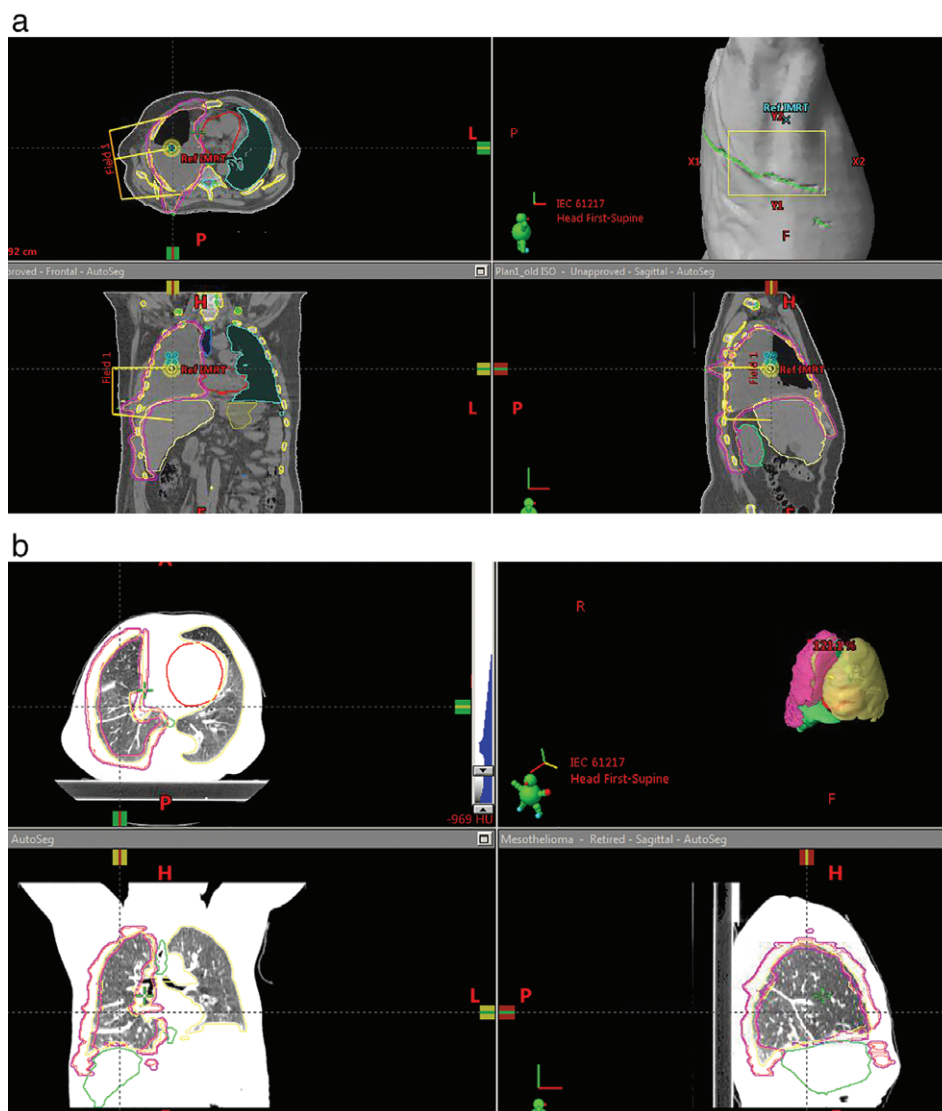 a
Field 1
Ref IMRT
L
P
92 cm
P
Ref IMRT
Y2
X1
X2
Y1
IEC 61217
Head First-Supine
F
proved - Frontal - AutoSeg
Plan1_old ISO - Unapproved - Sagittal - AutoSeg
H
Field 1
Ref IMRT
L
H
Field 1
Ref IMRT
P
b
P
-969 HU
R
121.1%
IEC 61217
Head First-Supine
F
AutoSeg
Mesothelioma - Retired - Sagittal - AutoSeg
H
L
H
P